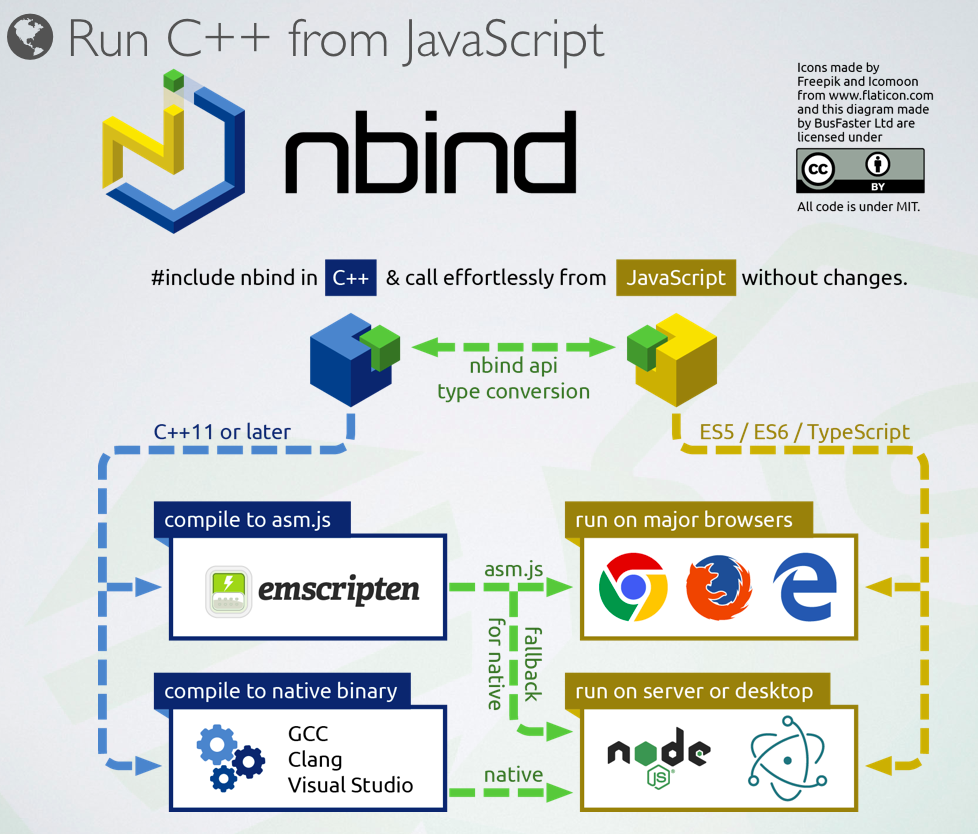 Run C++ from JavaScript
nbind
Icons made by
Freepik and Icomoon
from www.flaticon.com
and this diagram made
by BusFaster Ltd are
licensed under
cc
BY
All code is under MIT.
#include nbind in C++ & call effortlessly from JavaScript without changes.
nbind api
type conversion
C++11 or later
ES5 / ES6 / TypeScript
compile to asm.js
emscripten
asm.js
run on major browsers
fallback
for native
compile to native binary
GCC
Clang
Visual Studio
native
run on server or desktop
node
JS®